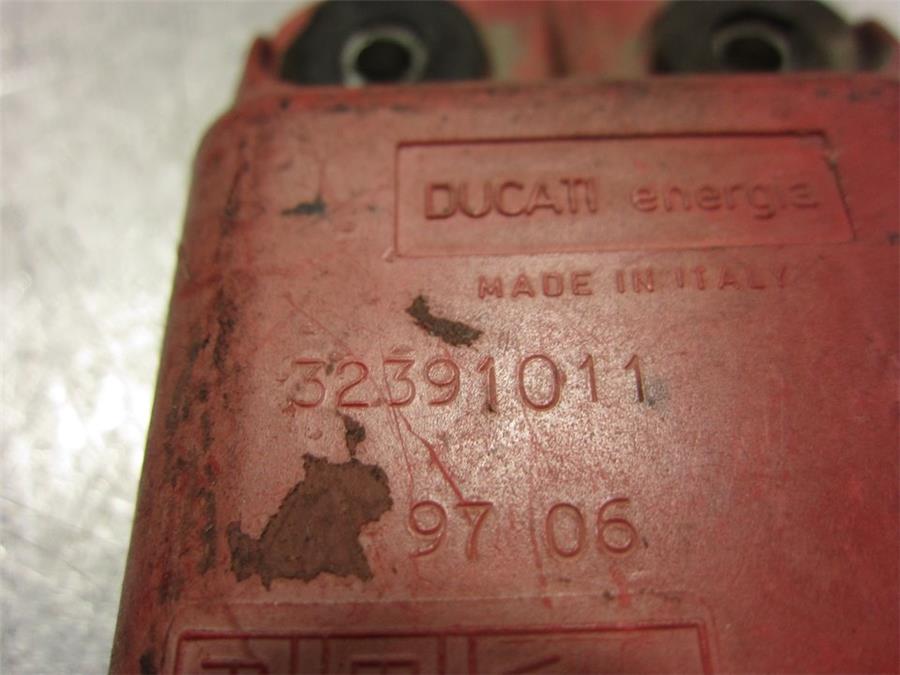 DUCATI energia
MADE IN ITALY
32391011
97 06